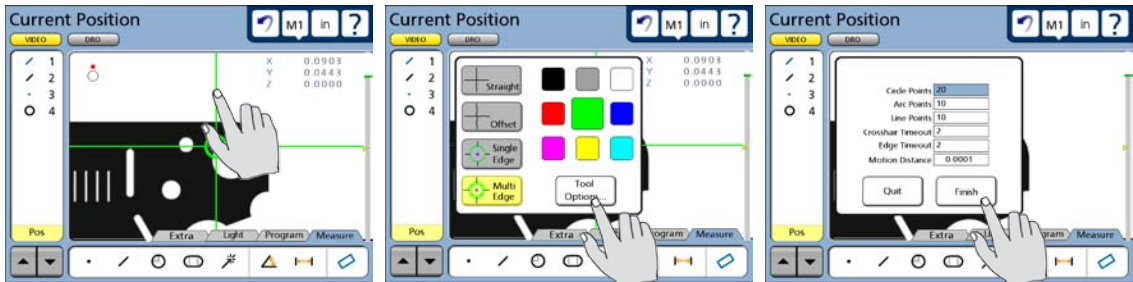 Current Position
M1 in ?
VIDEO DRO
1
2
3
4
X 0.0903
Y 0.0443
Z 0.0000
Pos
Extra Light Program Measure
Current Position
M1 in ?
VIDEO DRO
1
2
3
4
X 0.0903
Y 0.0443
Z 0.0000
Straight
Offset
Single
Edge
Multi
Edge
Tool
Options...
Pos
Extra ogram Measure
Current Position
M1 in ?
VIDEO DRO
1
2
3
4
Circle Points 20
Arc Points 10
Line Points 10
Crosshair Timeout 2
Edge Timeout 2
Motion Distance 0.0001
Quit Finish
Pos
Extra gram Measure